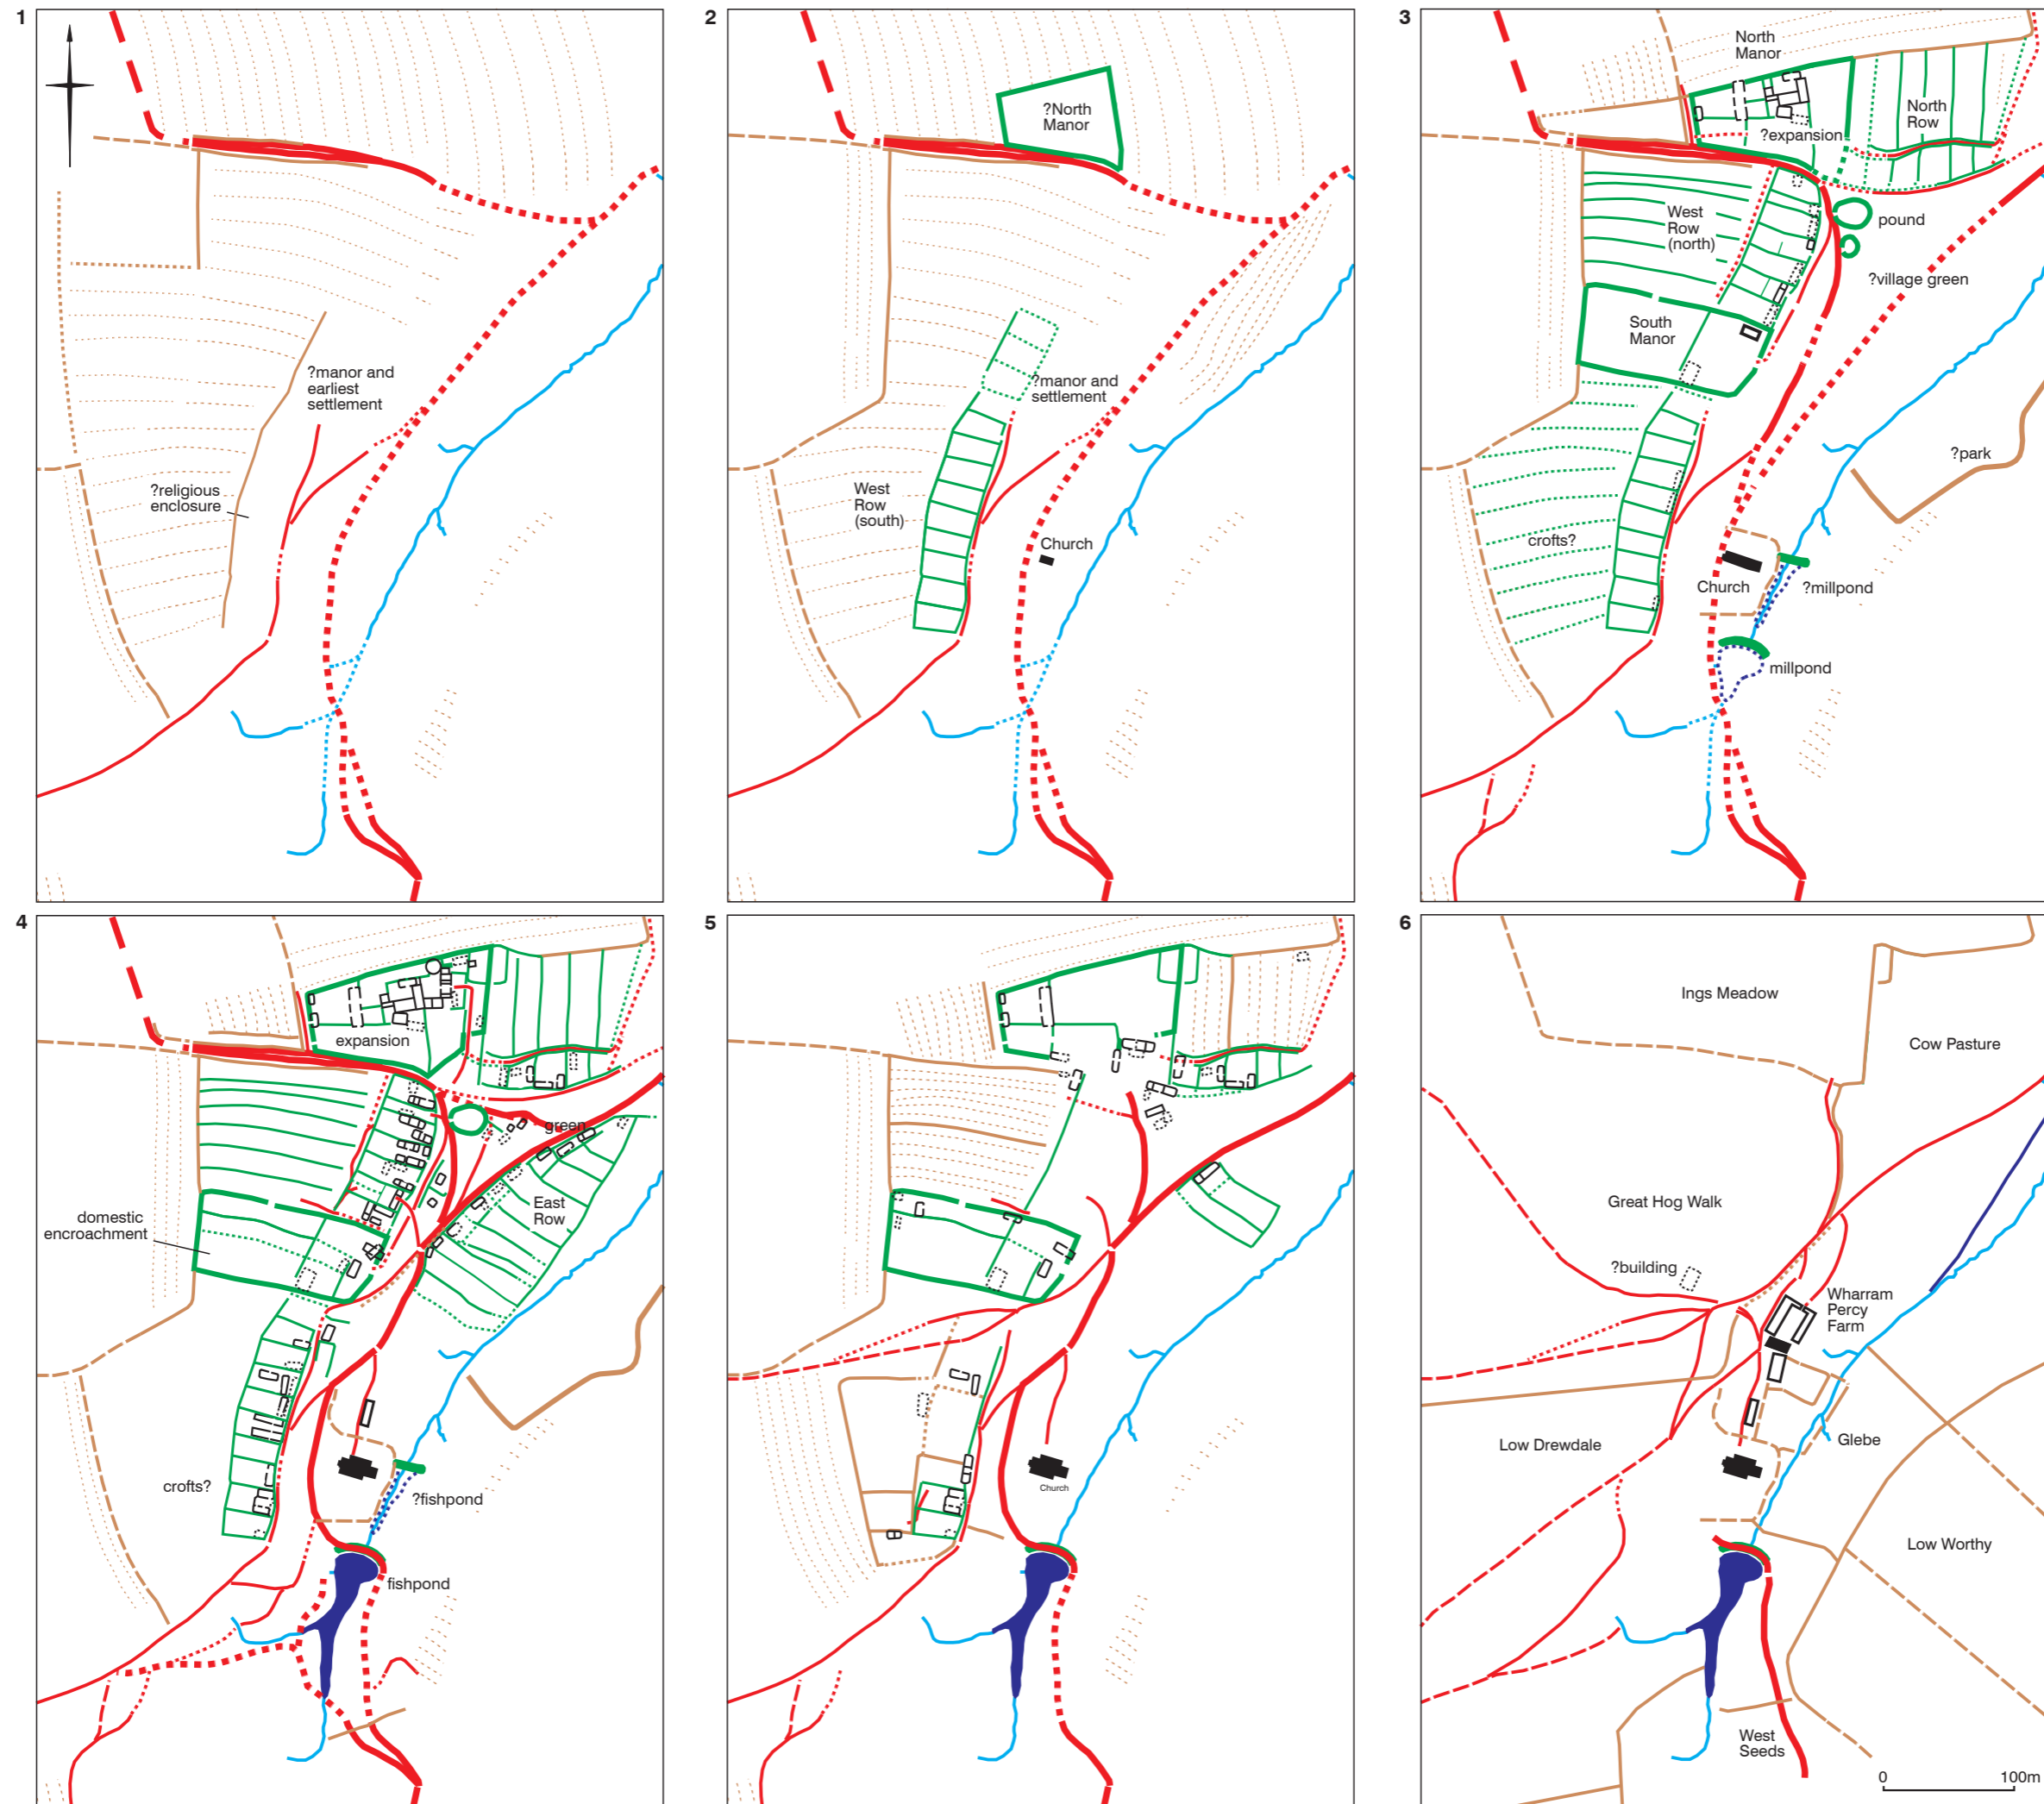 1
?manor and
earliest
settlement
?religious
enclosure
2
?North
Manor
?manor and
settlement
West
Row
(south)
Church
3
North
Manor
?expansion
North
Row
West
Row
(north)
pound
?village green
South
Manor
?park
crofts?
Church
?millpond
millpond
4
expansion
green
domestic
encroachment
East
Row
crofts?
?fishpond
fishpond
5
Church
6
Ings Meadow
Cow Pasture
Great Hog Walk
?building
Wharram
Percy
Farm
Low Drewdale
Glebe
Low Worthy
West
Seeds
0
100m